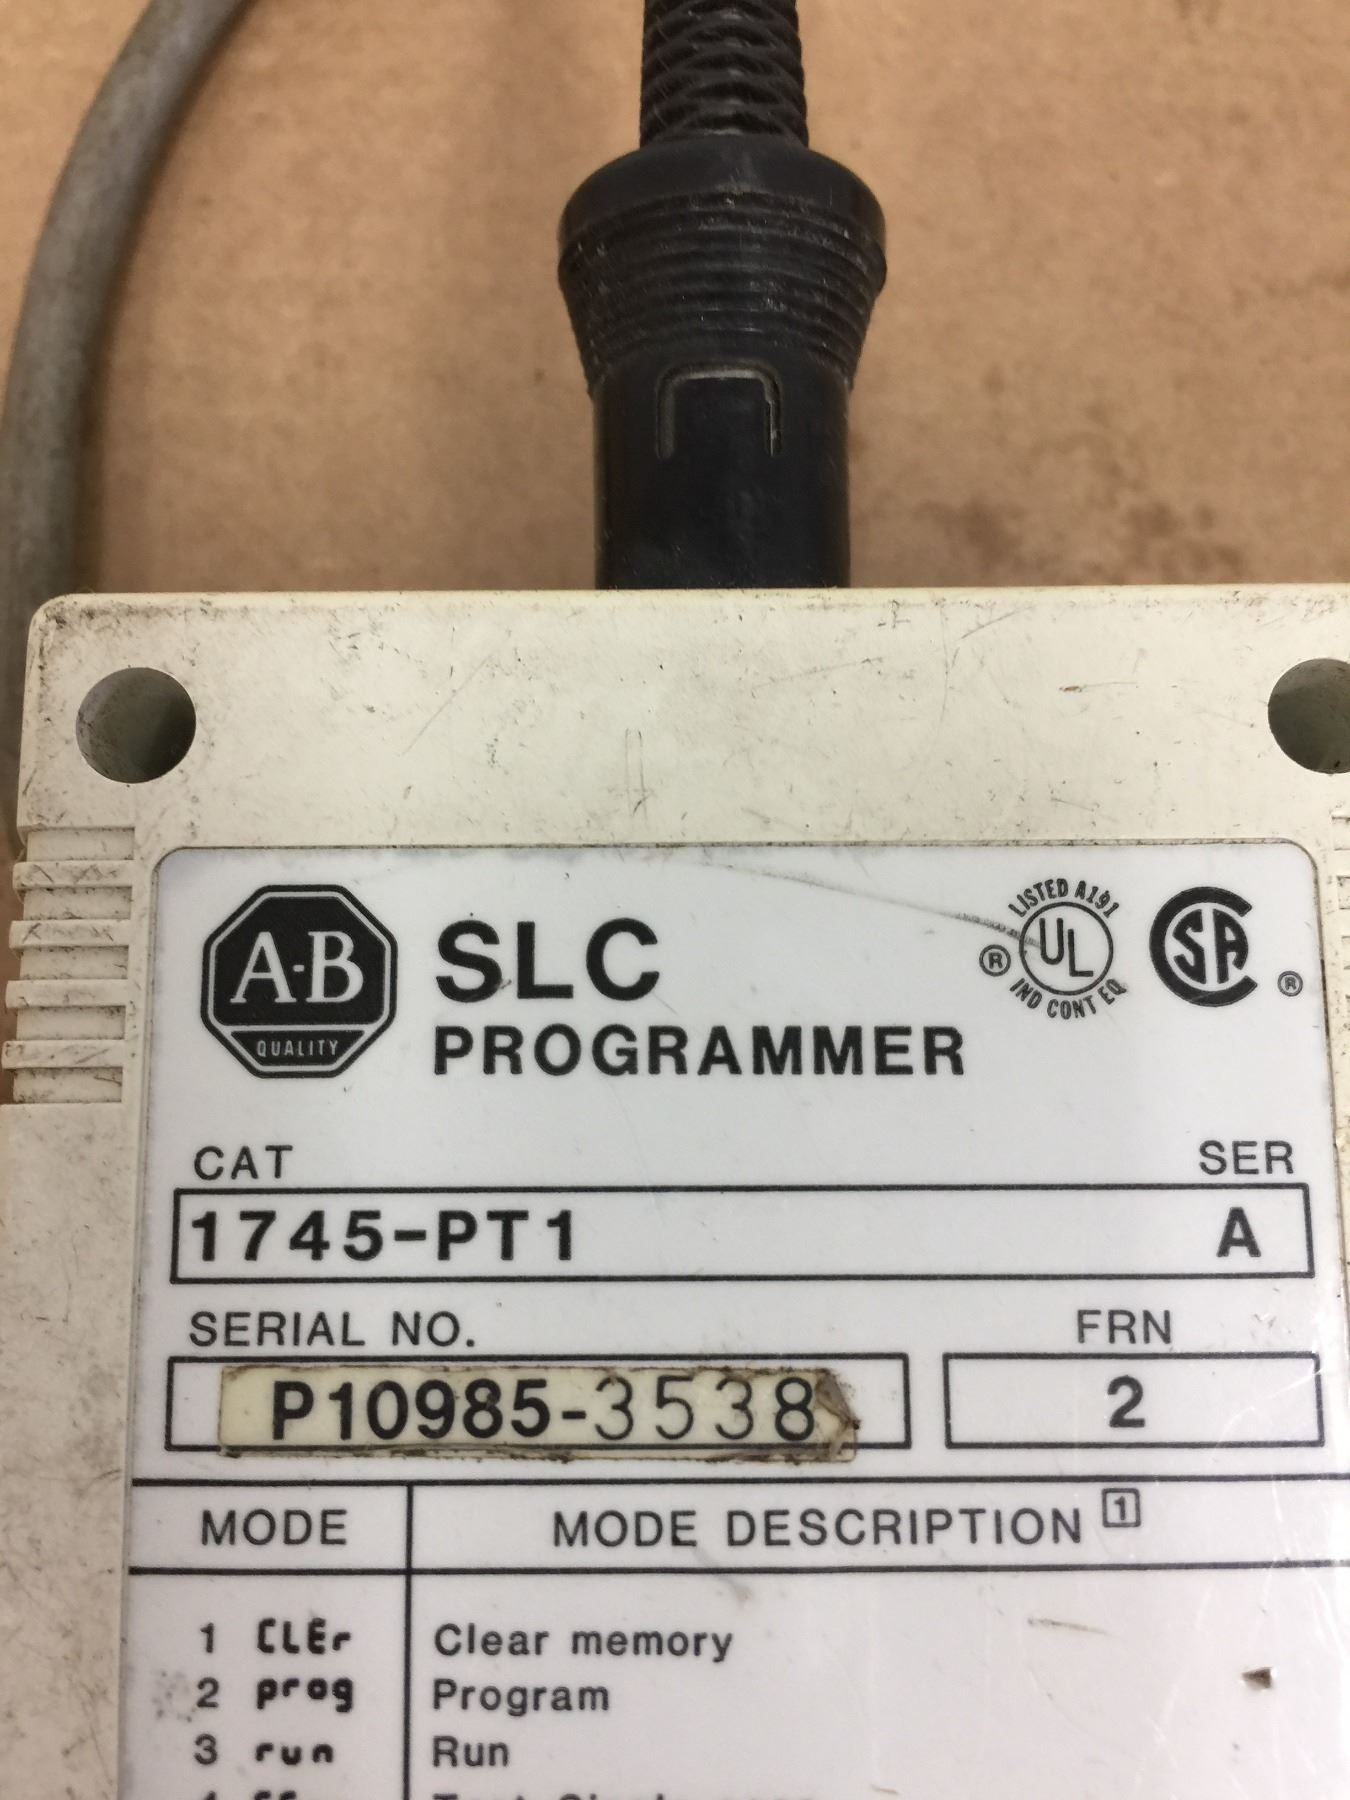 A-B
QUALITY
SLC
PROGRAMMER
LISTED A191
® UL
IND CONT EQ
SA ®
CAT SER
1745-PT1 A
SERIAL NO. FRN
P10985-3538 2
MODE MODE DESCRIPTION 1
1 CLEr Clear memory
2 prog Program
3 run Run